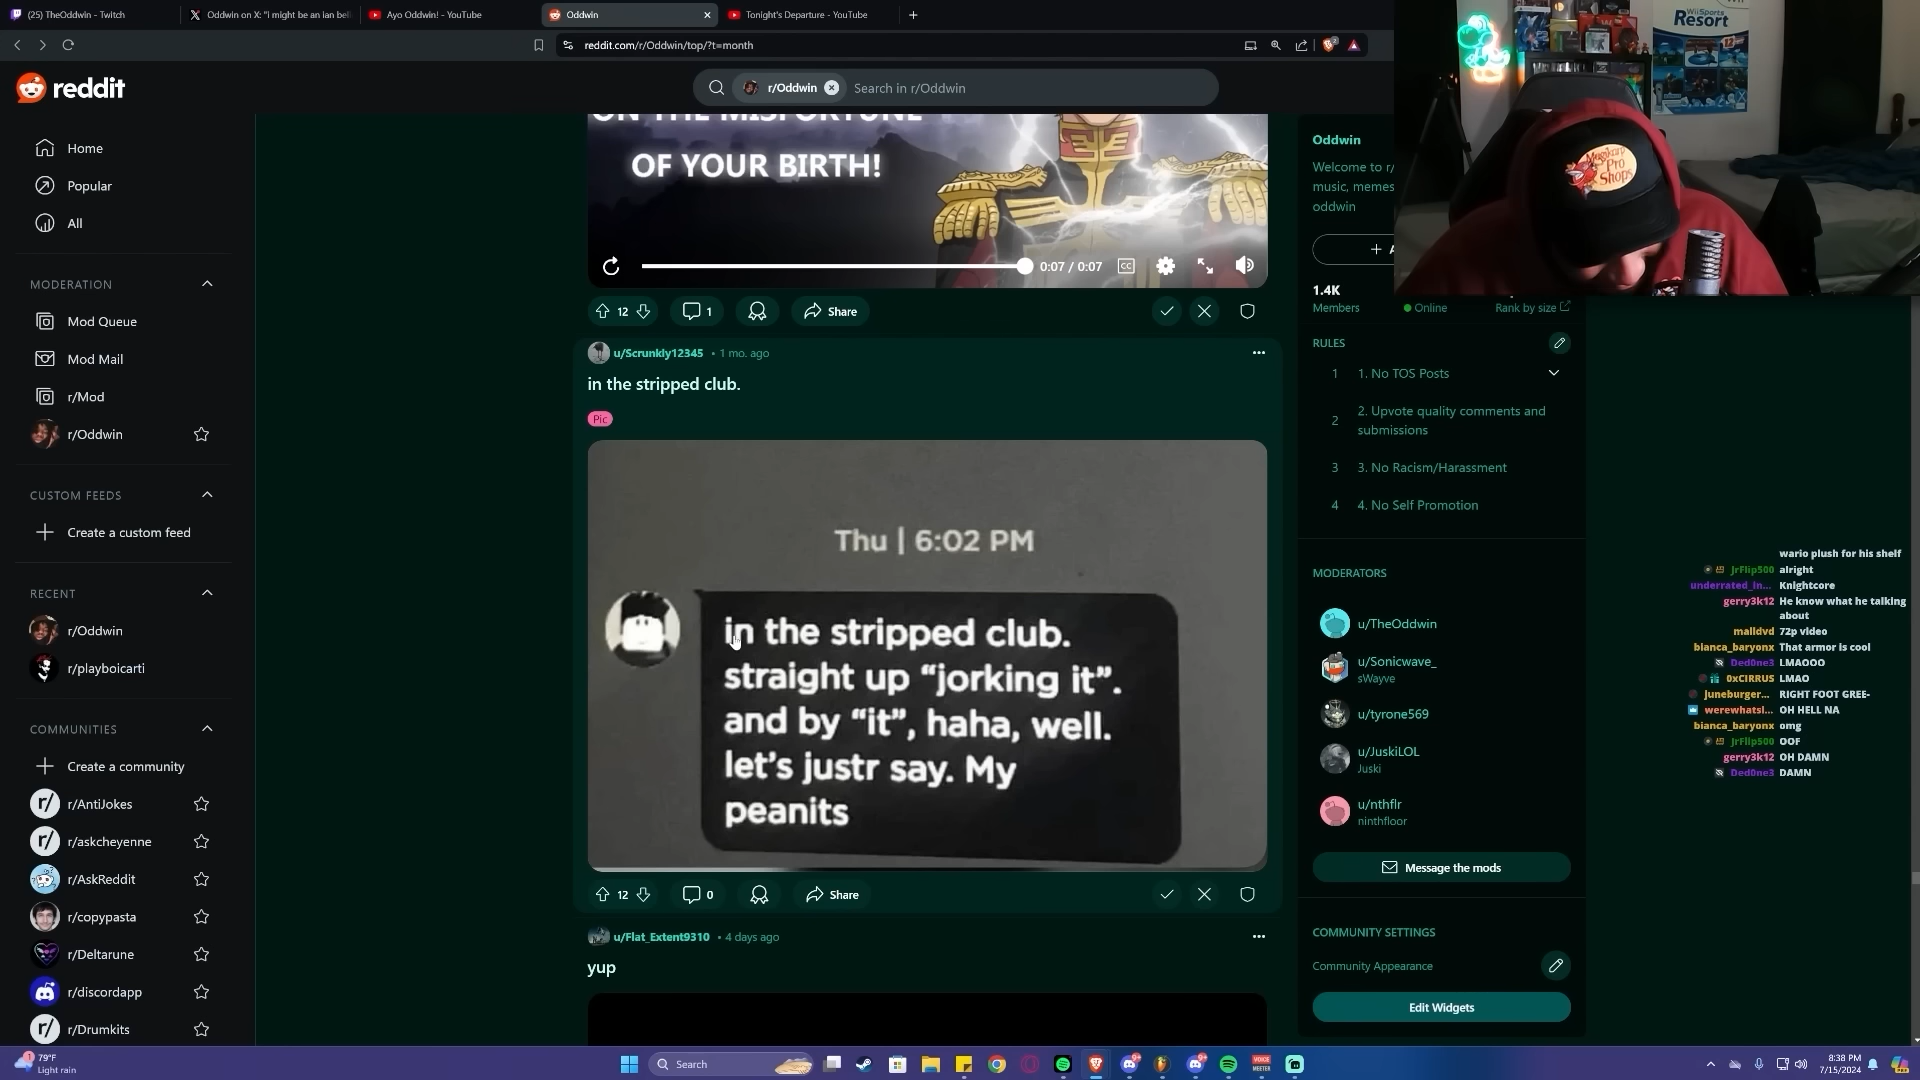 (25) TheOddwin - Twitch
Oddwin on X: "i might be an ian bel
Ayo Oddwin! - YouTube
Oddwin
Tonight's Departure - YouTube
reddit.com/r/Oddwin/top/?t=month
reddit
r/Oddwin
Search in r/Oddwin
Home
Popular
All
MODERATION
Mod Queue
Mod Mail
r/Mod
r/Oddwin
CUSTOM FEEDS
Create a custom feed
RECENT
r/Oddwin
r/playboicarti
COMMUNITIES
Create a community
r/AntiJokes
r/askcheyenne
r/AskReddit
r/copypasta
r/Deltarune
r/discordapp
r/Drumkits
ON THE MISFORTUNE
OF YOUR BIRTH!
0:07 / 0:07
CC
12
1
Share
u/Scrunkly12345 • 1 mo. ago
in the stripped club.
Pic
Thu | 6:02 PM
in the stripped club.
straight up “jorking it”.
and by “it”, haha, well.
let’s justr say. My
peanits
12
0
Share
u/Flat_Extent9310 • 4 days ago
yup
Oddwin
Welcome to r/
music, memes
oddwin
1.4K
Members
Online
Rank by size
RULES
1 1. No TOS Posts
2 2. Upvote quality comments and
submissions
3 3. No Racism/Harassment
4 4. No Self Promotion
MODERATORS
u/TheOddwin
u/Sonicwave_
sWayve
u/tyrone569
u/JuskiLOL
Juski
u/nthflr
ninthfloor
Message the mods
COMMUNITY SETTINGS
Community Appearance
Edit Widgets
Wii Sports
Resort
Magikarp
Pro
Shops
wario plush for his shelf
JrFlip500 alright
underrated_in... Knightcore
gerry3k12 He know what he talking
about
maildvd 72p video
bianca_baryonx That armor is cool
Ded0ne3 LMAOOO
0xCIRRUS LMAO
juneburger... RIGHT FOOT GREE-
werewhatsl... OH HELL NA
bianca_baryonx omg
JrFlip500 OOF
gerry3k12 OH DAMN
Ded0ne3 DAMN
79°F
Light rain
Search
8:38 PM
7/15/2024